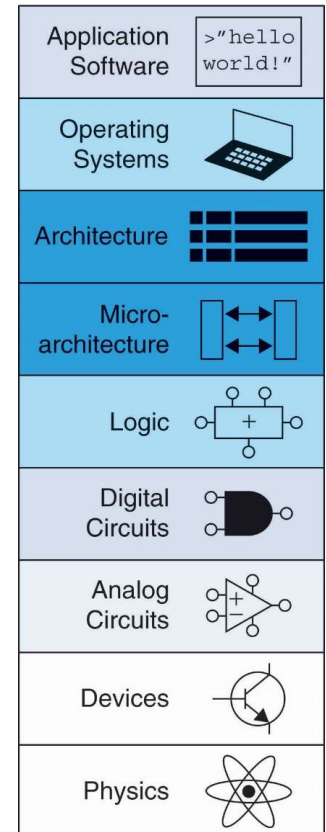 Application
Software
>"hello
world!"
Operating
Systems
Architecture
Micro-
architecture
Logic
+
Digital
Circuits
Analog
Circuits
+
−
Devices
Physics